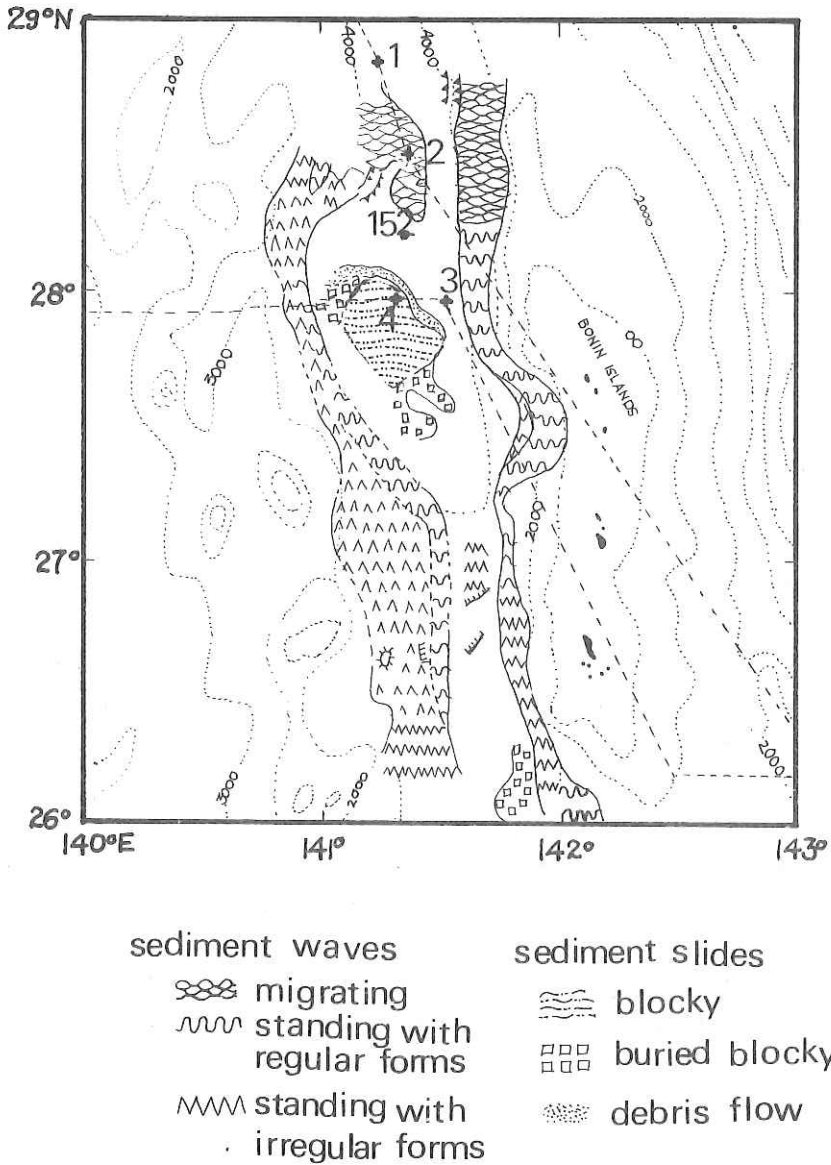 29°N
4000
4000
1
2000
2
152
2000
28°
3
4
3000
BONIN ISLANDS
27°
2000
2000
3000
2000
26°
140°E
141°
142°
143°
sediment waves
migrating
standing with
regular forms
standing with
irregular forms
sediment slides
blocky
buried blocky
debris flow